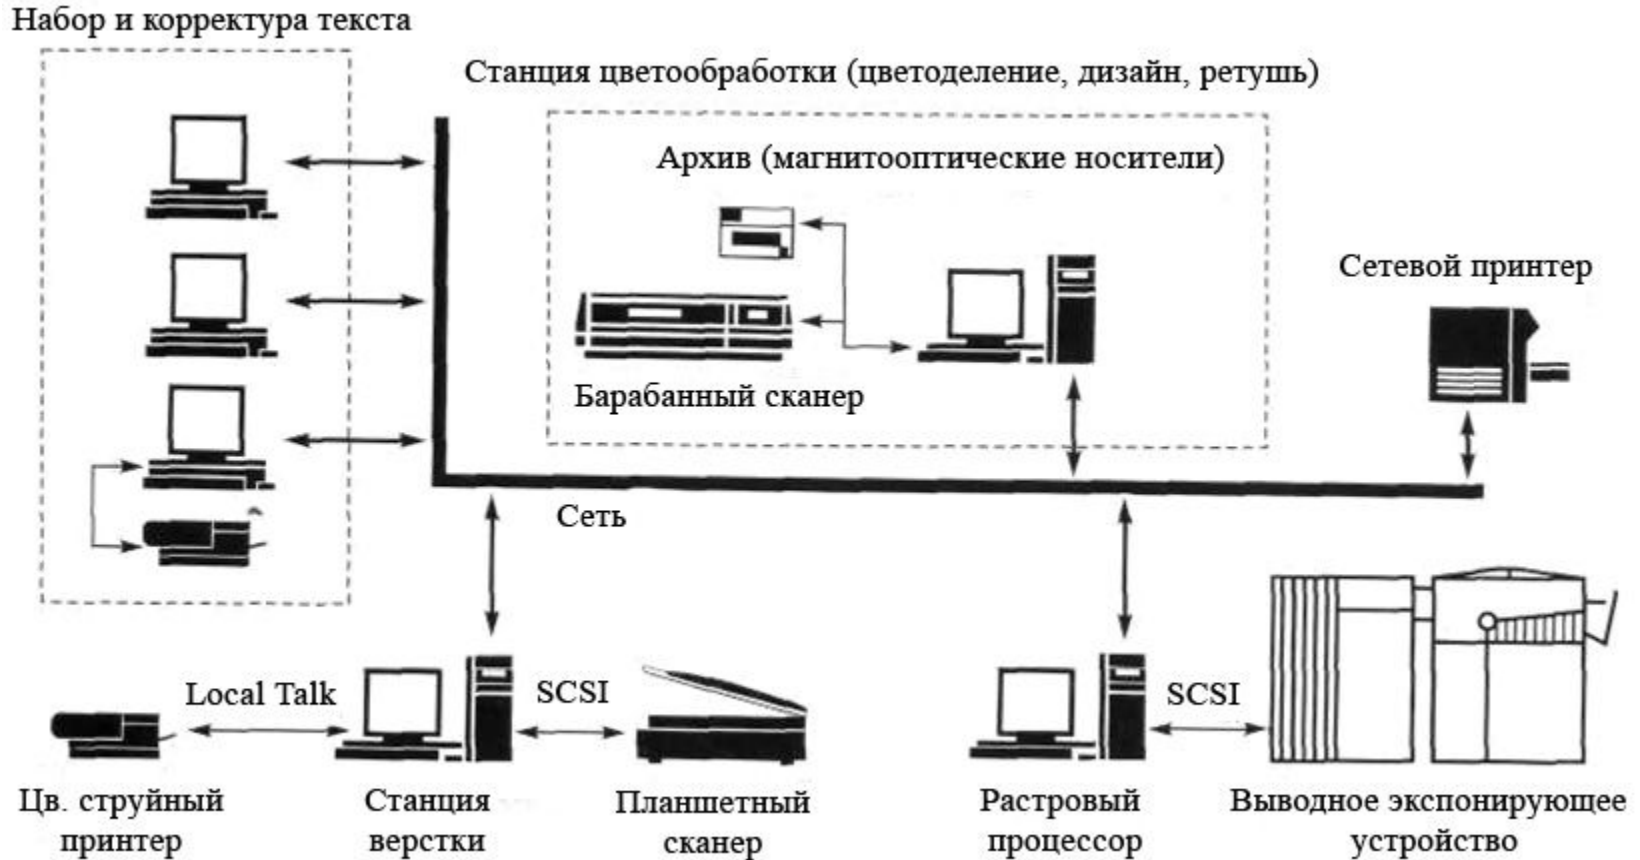 Набор и корректура текста
Станция цветообработки (цветоделение, дизайн, ретушь)
Архив (магнитооптические носители)
Сетевой принтер
Барабанный сканер
Сеть
Local Talk
SCSI
SCSI
Цв. струйный
принтер
Станция
верстки
Планшетный
сканер
Растровый
процессор
Выводное экспонирующее
устройство